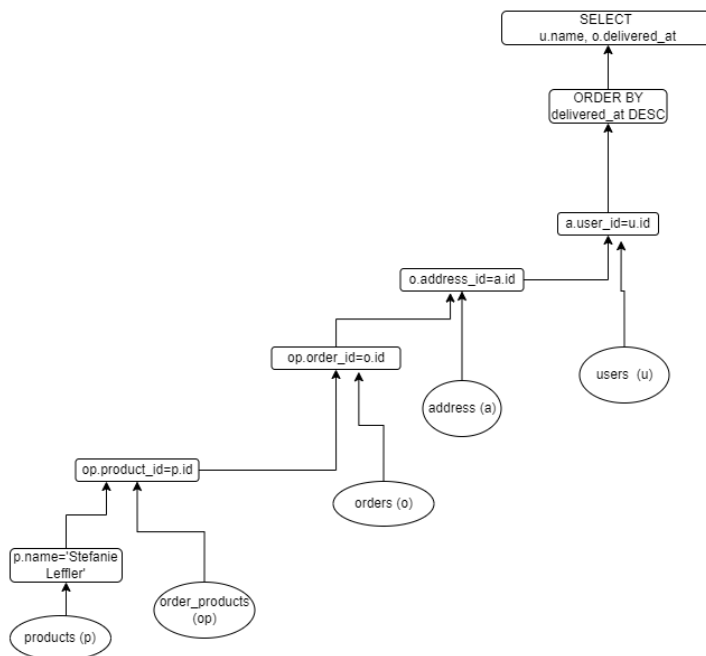 SELECT
u.name, o.delivered_at
ORDER BY
delivered_at DESC
a.user_id=u.id
o.address_id=a.id
op.order_id=o.id
users (u)
address (a)
op.product_id=p.id
orders (o)
p.name='Stefanie
Leffler'
order_products
(op)
products (p)